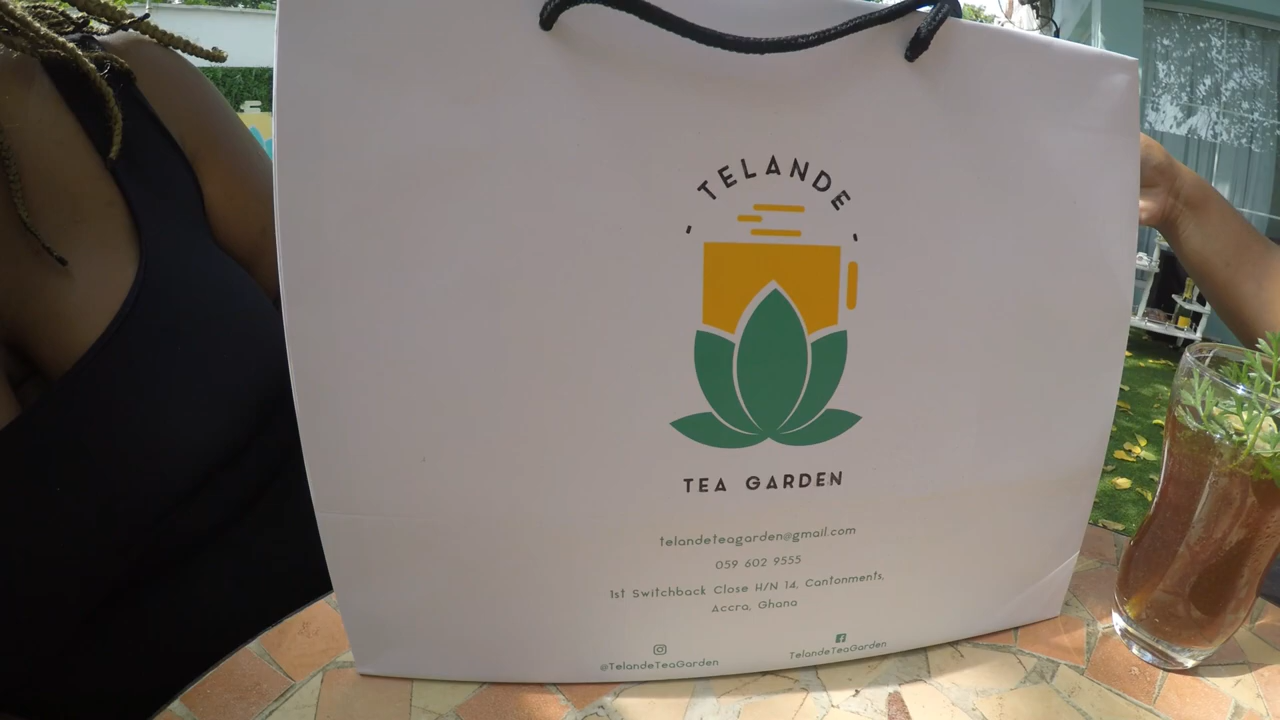 TELANDE
TEA GARDEN
telandeteagarden@gmail.com
059 602 9555
1st Switchback Close H/N 14, Cantonments,
Accra, Ghana
@TelandeTeaGarden
TelandeTeaGarden